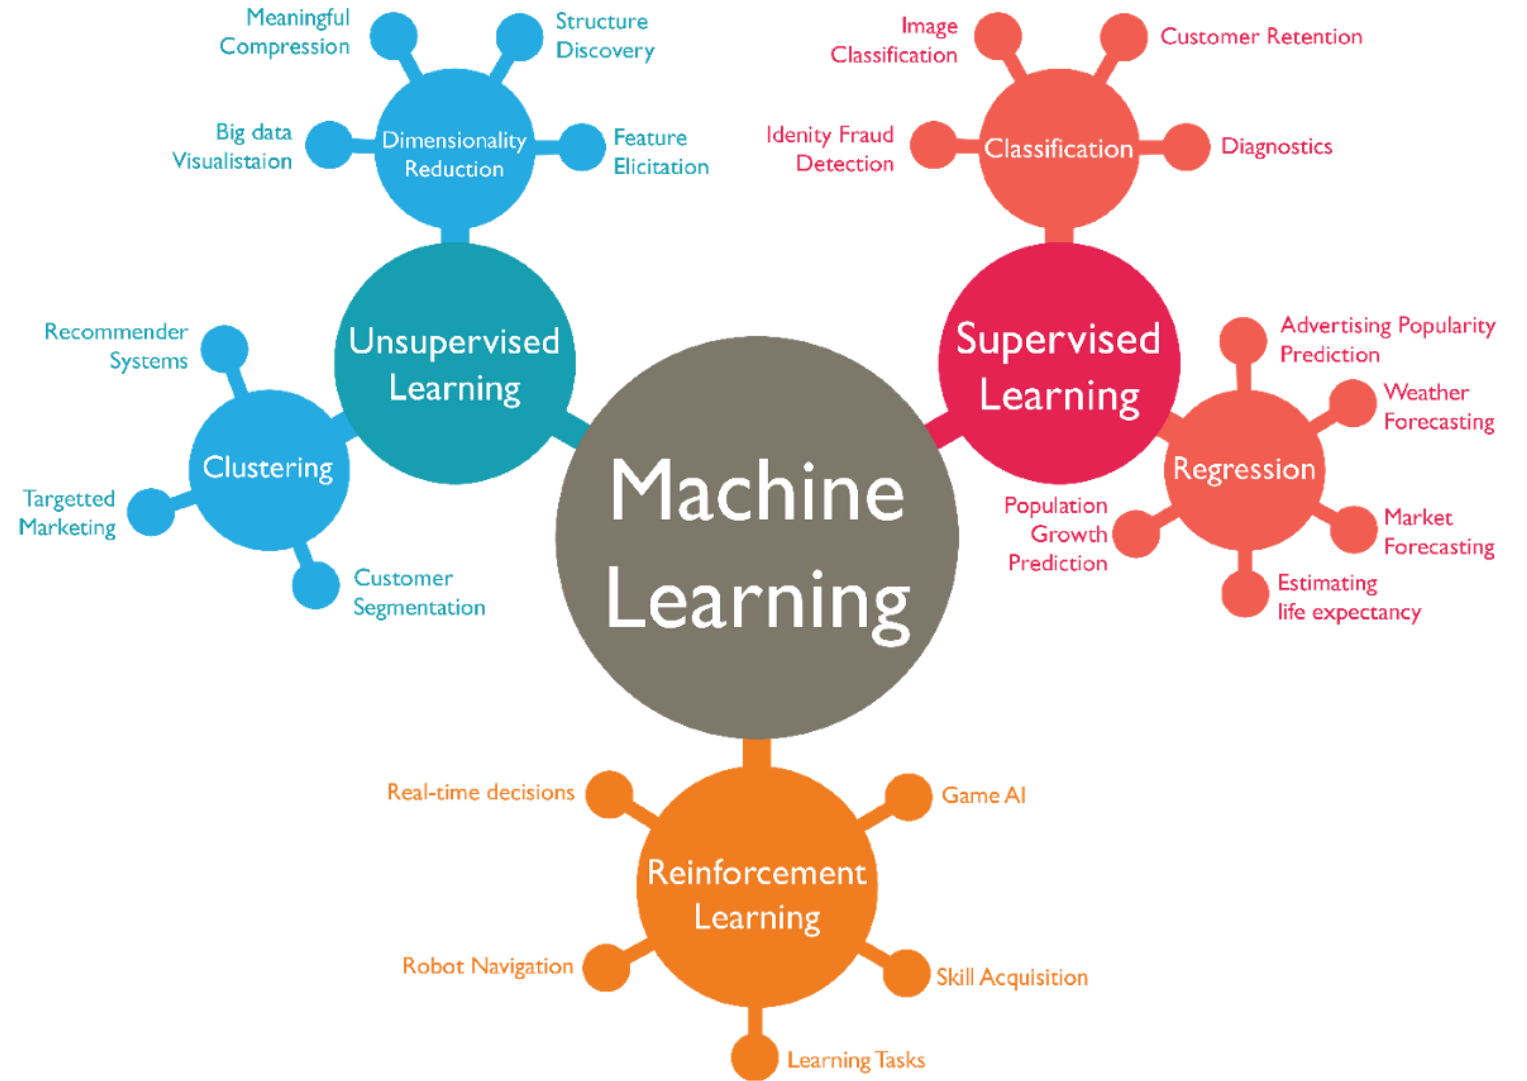 Meaningful
Compression
Structure
Discovery
Big data
Visualistaion
Dimensionality
Reduction
Feature
Elicitation
Image
Classification
Customer Retention
Idenity Fraud
Detection
Classification
Diagnostics
Unsupervised
Learning
Recommender
Systems
Clustering
Targetted
Marketing
Customer
Segmentation
Supervised
Learning
Advertising Popularity
Prediction
Weather
Forecasting
Regression
Population
Growth
Prediction
Market
Forecasting
Estimating
life expectancy
Machine
Learning
Real-time decisions
Game AI
Reinforcement
Learning
Robot Navigation
Skill Acquisition
Learning Tasks